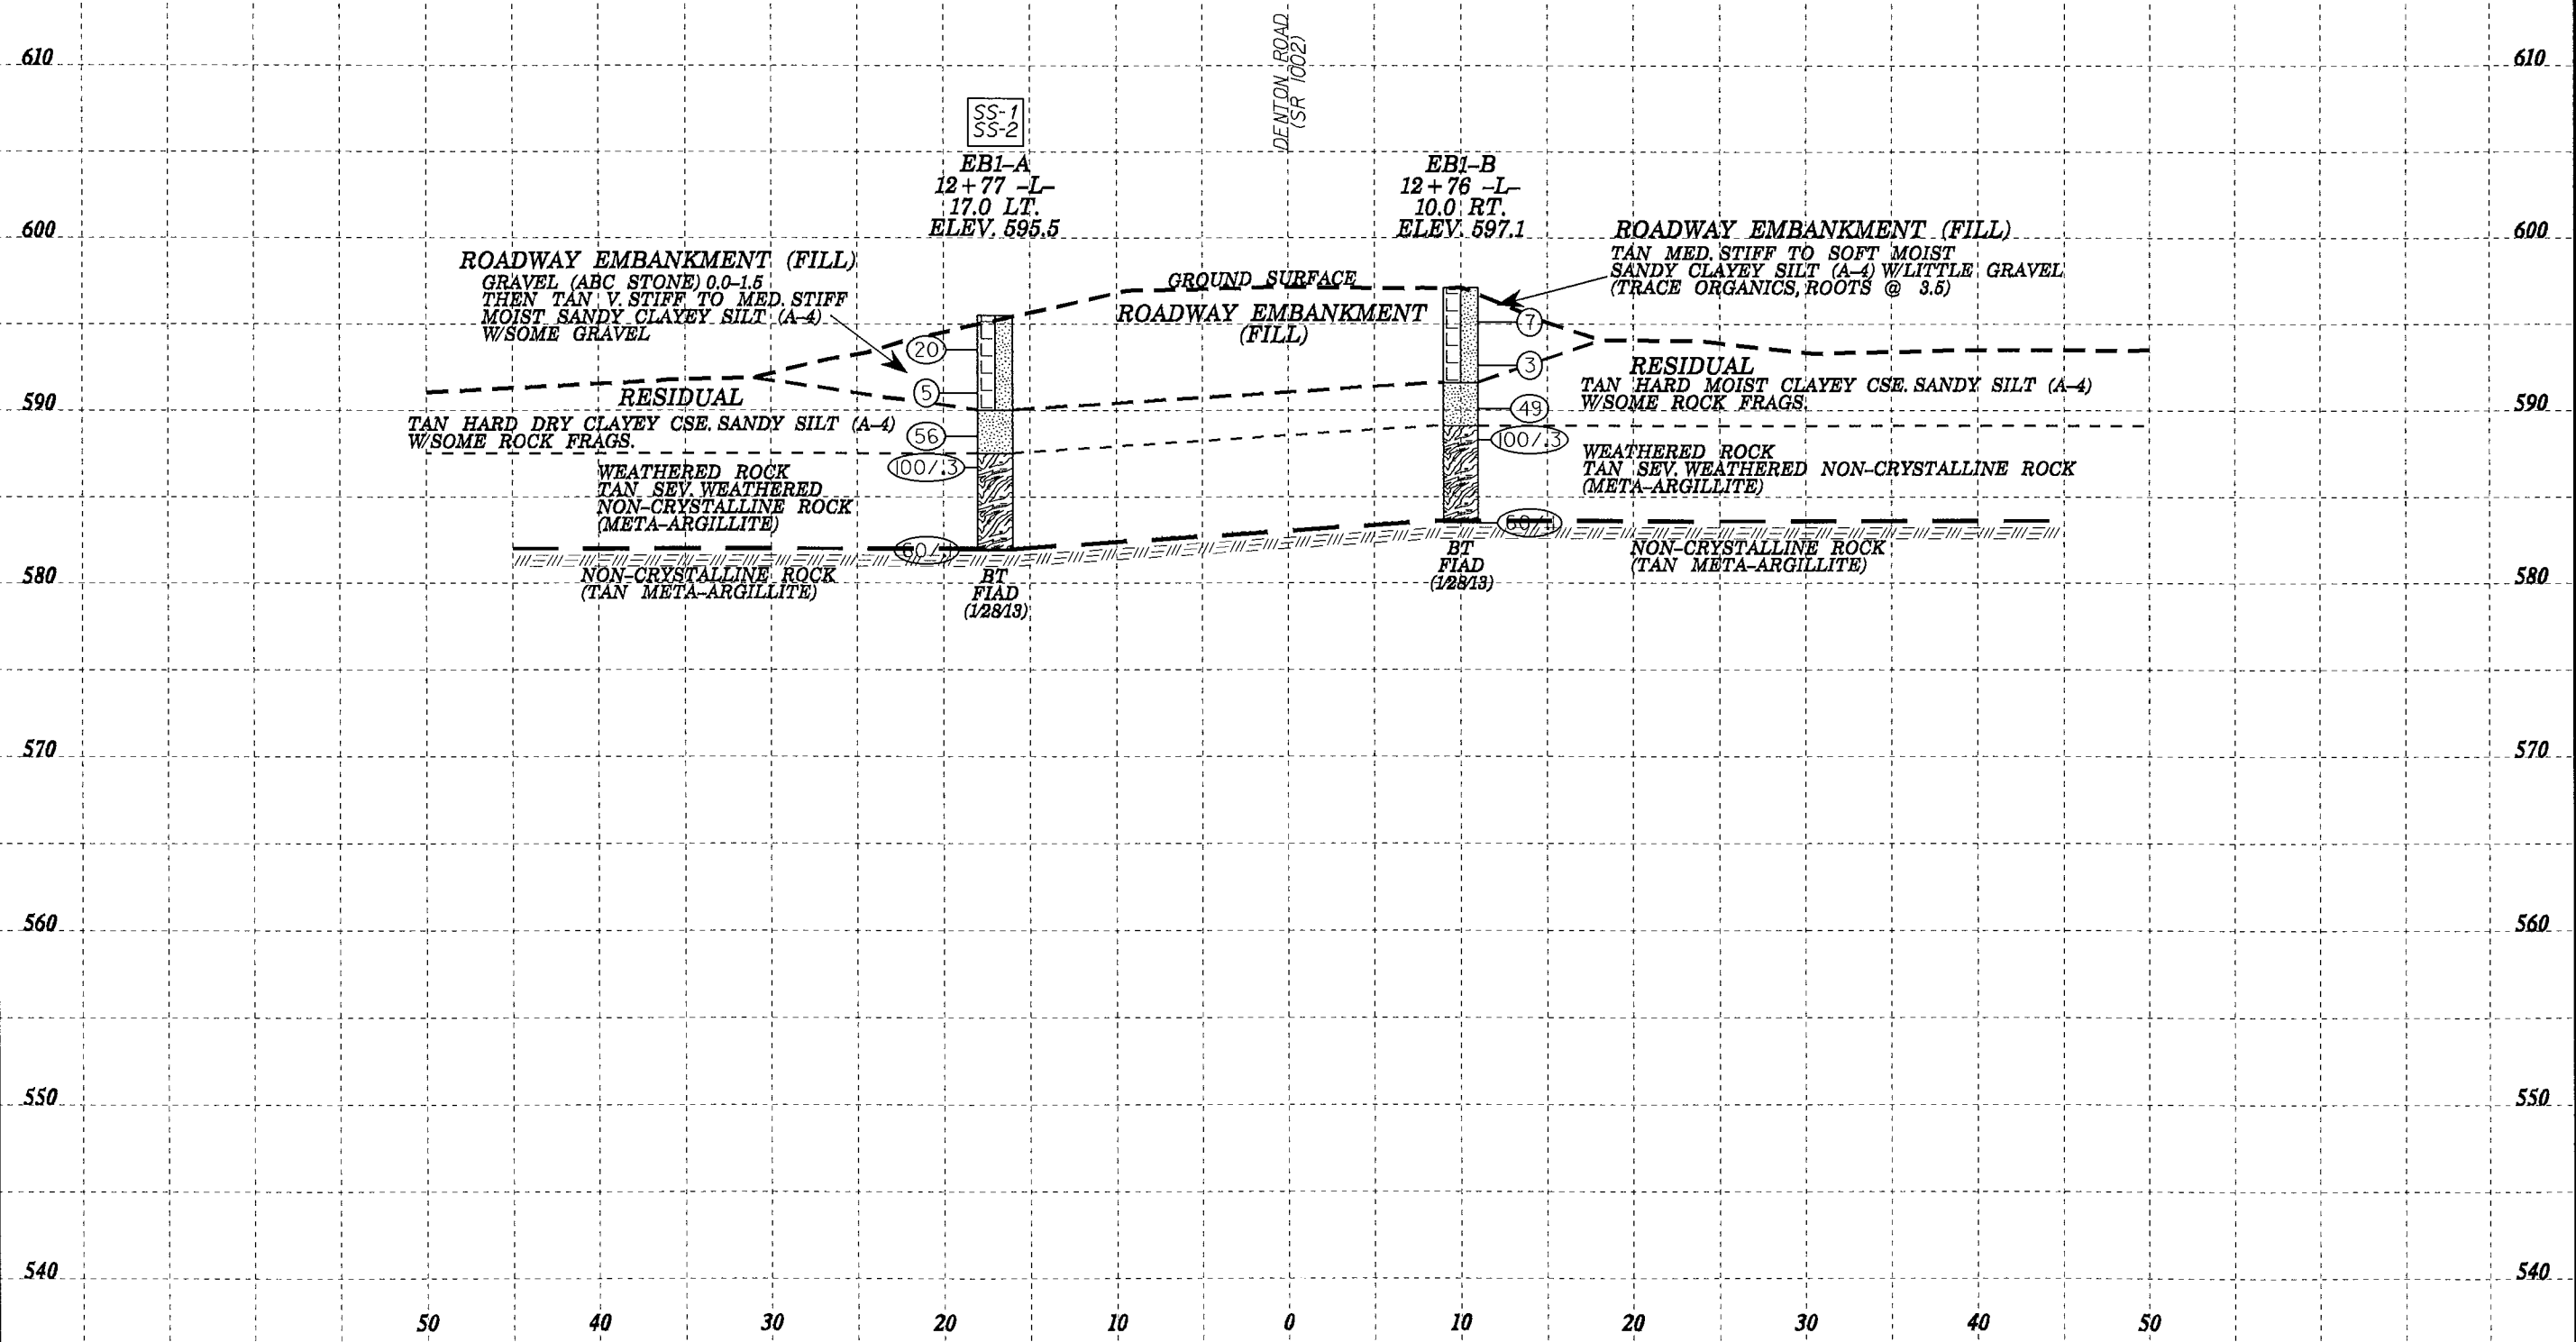 610
610
DENTON ROAD
(SR 1002)
SS-1
SS-2
EB1-A
12+77 -L-
17.0 LT.
ELEV. 595.5
EB1-B
12+76 -L-
10.0 RT.
ELEV. 597.1
600
600
ROADWAY EMBANKMENT (FILL)
GRAVEL (ABC STONE) 0.0-1.5
THEN TAN V. STIFF TO MED. STIFF
MOIST SANDY CLAYEY SILT (A-4)
W/SOME GRAVEL
GROUND SURFACE
ROADWAY EMBANKMENT
(FILL)
ROADWAY EMBANKMENT (FILL)
TAN MED. STIFF TO SOFT MOIST
SANDY CLAYEY SILT (A-4) W/LITTLE GRAVEL
(TRACE ORGANICS, ROOTS @ 3.5)
20
5
56
100/.3
7
3
49
100/.3
RESIDUAL
590
TAN HARD DRY CLAYEY CSE. SANDY SILT (A-4)
W/SOME ROCK FRAGS.
RESIDUAL
TAN HARD MOIST CLAYEY CSE. SANDY SILT (A-4)
W/SOME ROCK FRAGS.
590
WEATHERED ROCK
TAN SEV. WEATHERED
NON-CRYSTALLINE ROCK
(META-ARGILLITE)
WEATHERED ROCK
TAN SEV. WEATHERED NON-CRYSTALLINE ROCK
(META-ARGILLITE)
580
NON-CRYSTALLINE ROCK
(TAN META-ARGILLITE)
BT
FIAD
(1/28/13)
BT
FIAD
(1/28/13)
NON-CRYSTALLINE ROCK
(TAN META-ARGILLITE)
580
570
570
560
560
550
550
540
540
50 40 30 20 10 0 10 20 30 40 50